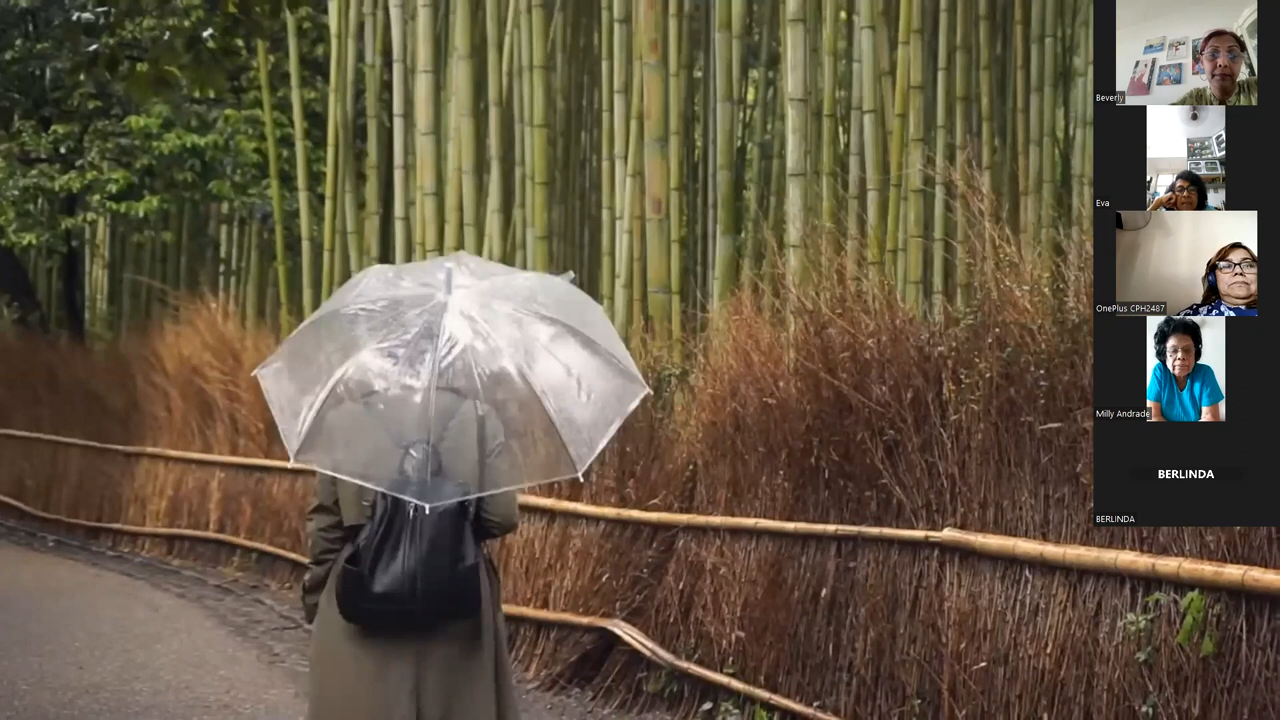 Beverly
Eva
OnePlus CPH2487
Milly Andrade
BERLINDA
BERLINDA